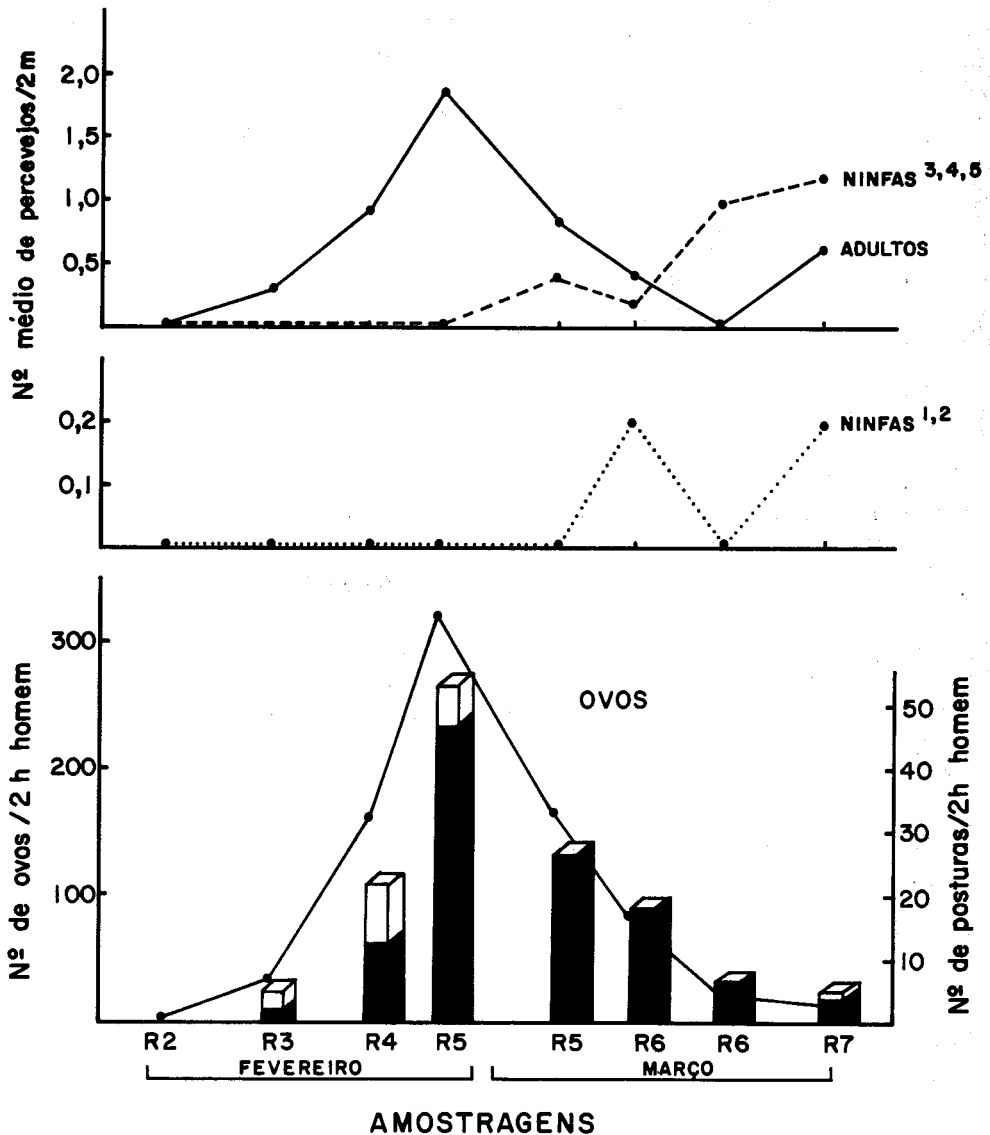 Nº médio de percevejos/2m
2,0
1,5
1,0
0,5
NINFAS 3,4,5
ADULTOS
0,2
0,1
NINFAS 1,2
Nº de ovos /2 h homem
300
200
100
OVOS
50
40
30
20
10
Nº de posturas/2h homem
R2 R3 R4 R5 R5 R6 R6 R7
FEVEREIRO MARÇO
AMOSTRAGENS